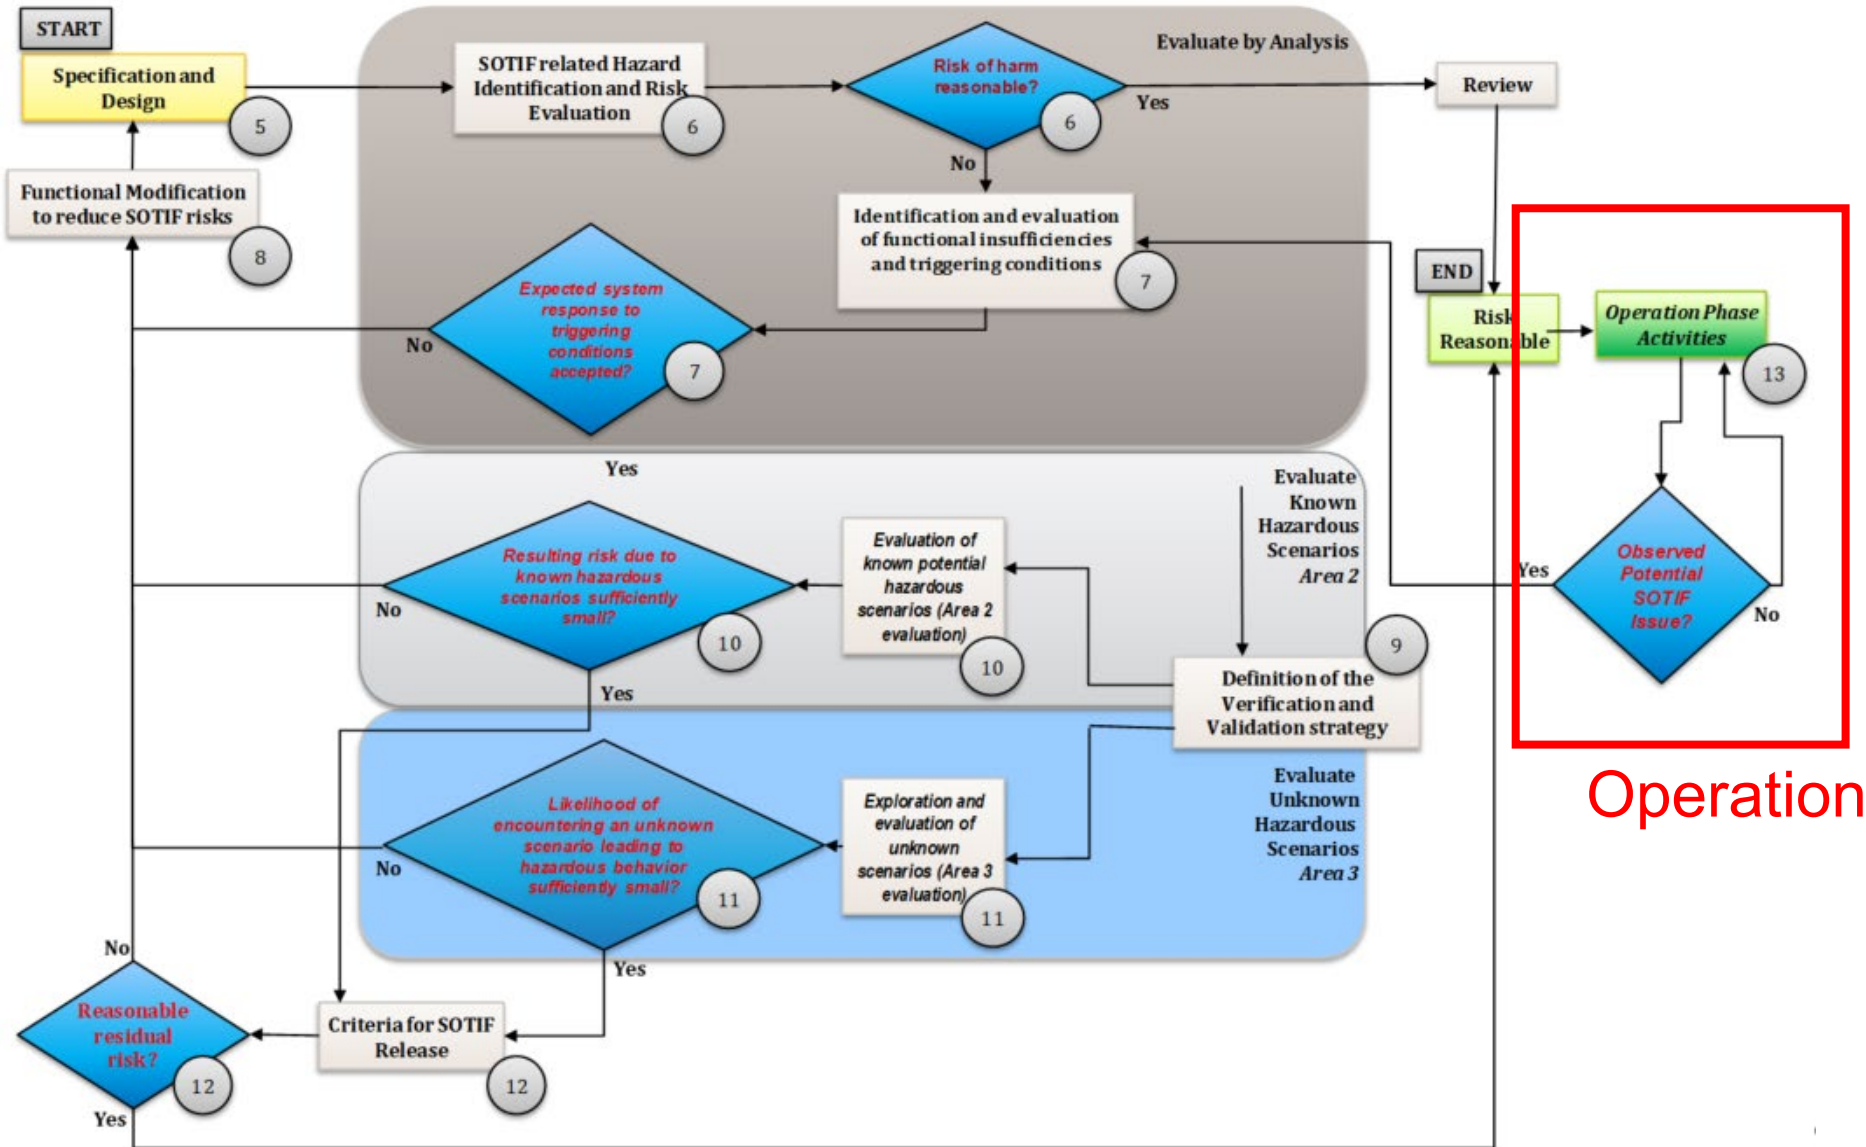 START
Specification and
Design
5
Functional Modification
to reduce SOTIF risks
8
SOTIF related Hazard
Identification and Risk
Evaluation
6
Risk of harm
reasonable?
6
Evaluate by Analysis
Yes
No
Review
Identification and evaluation
of functional insufficiencies
and triggering conditions
7
Expected system
response to
triggering
conditions
accepted?
7
No
Yes
END
Risk
Reasonable
Operation Phase
Activities
13
Observed
Potential
SOTIF
Issue?
Yes
No
Operation
Evaluate
Known
Hazardous
Scenarios
Area 2
Resulting risk due to
known hazardous
scenarios sufficiently
small?
10
No
Yes
Evaluation of
known potential
hazardous
scenarios (Area 2
evaluation)
10
9
Definition of the
Verification and
Validation strategy
Evaluate
Unknown
Hazardous
Scenarios
Area 3
Likelihood of
encountering an unknown
scenario leading to
hazardous behavior
sufficiently small?
11
No
Yes
Exploration and
evaluation of
unknown
scenarios (Area 3
evaluation)
11
Criteria for SOTIF
Release
12
No
Reasonable
residual
risk?
12
Yes